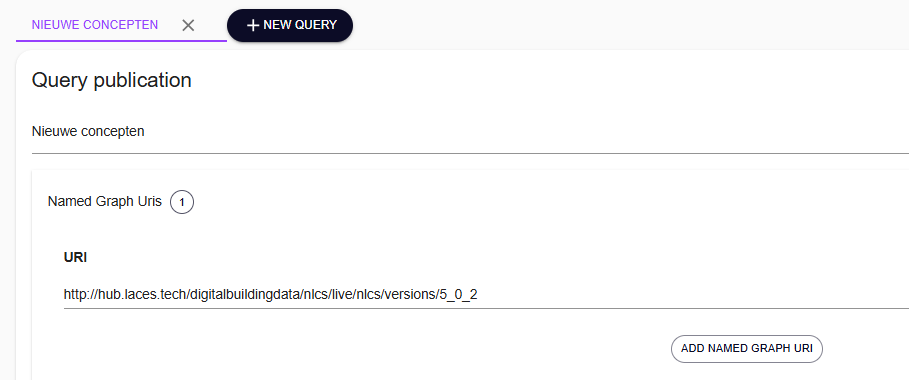 NIEUWE CONCEPTEN
NEW QUERY
Query publication
Nieuwe concepten
Named Graph Uris 1
URI
http://hub.laces.tech/digitalbuildingdata/nlcs/live/nlcs/versions/5_0_2
ADD NAMED GRAPH URI